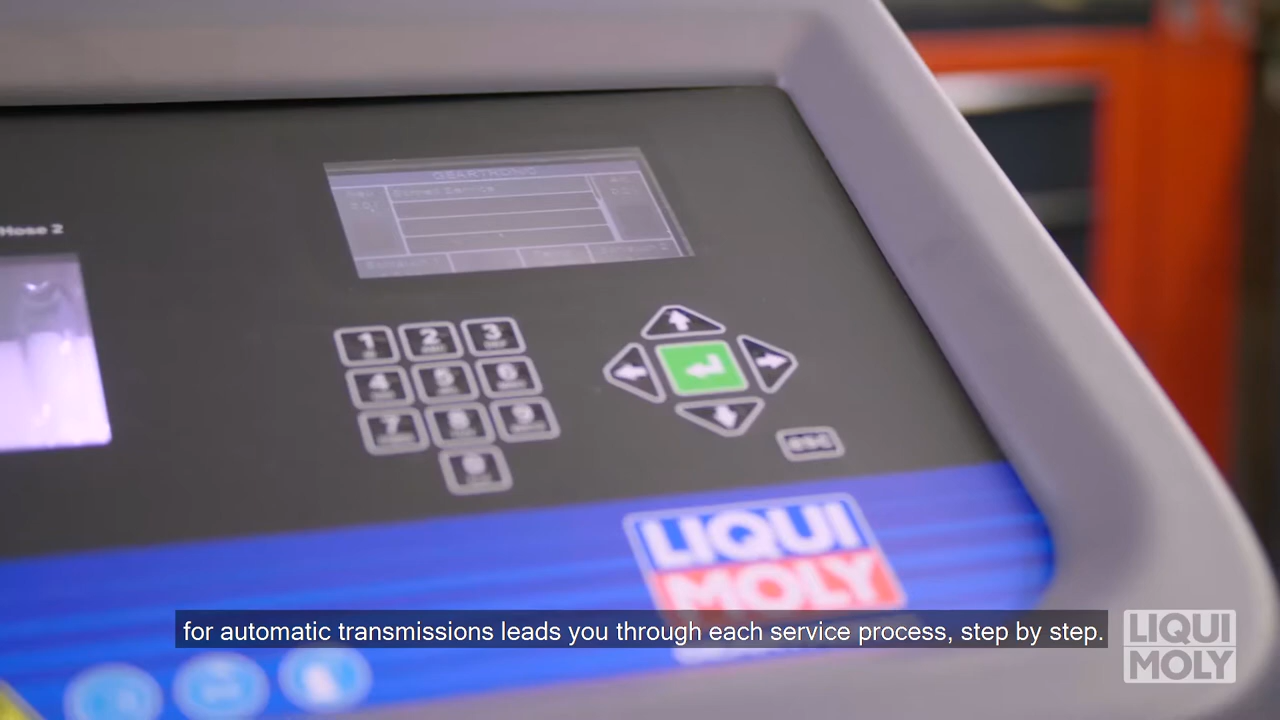 GEARTRONIC
Hose 2
1 2 3
4 5 6
7 8 9
0
ESC
LIQUI
MOLY
for automatic transmissions leads you through each service process, step by step.
LIQUI
MOLY